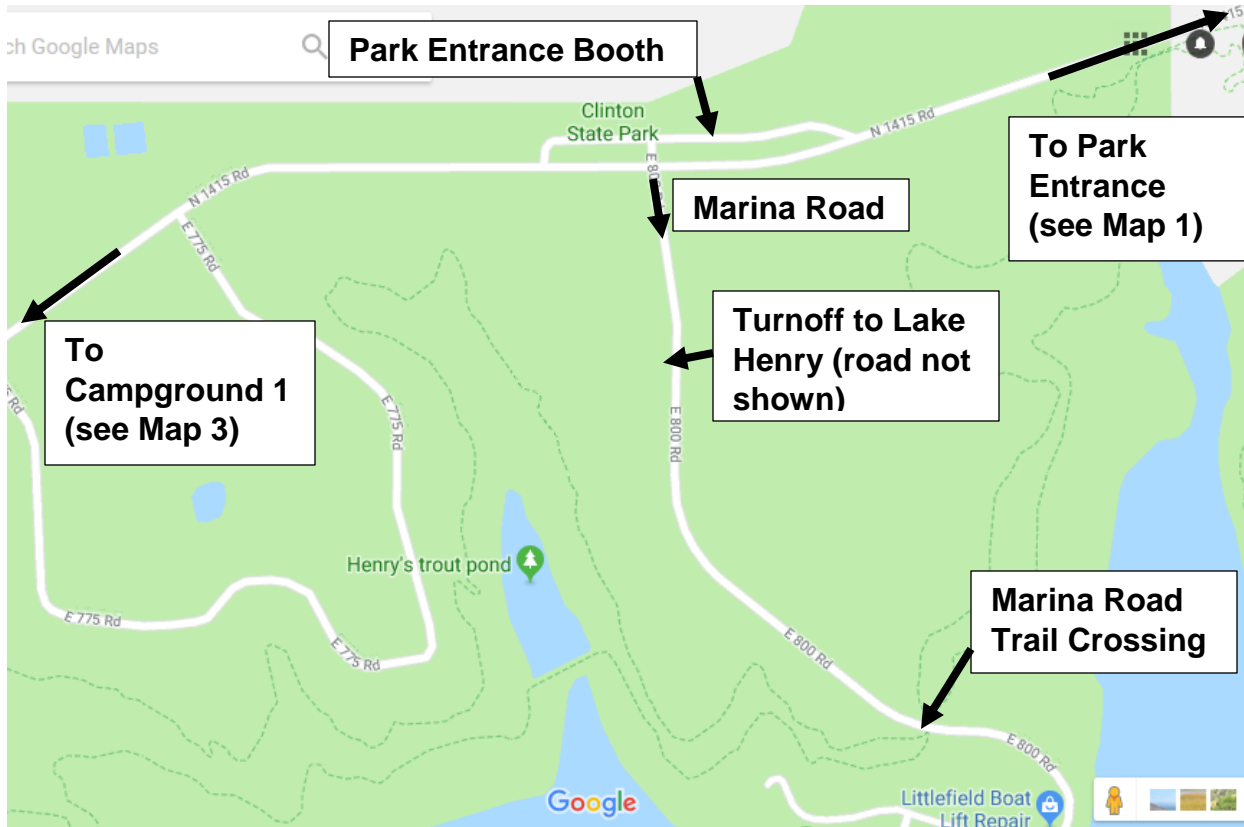 ch Google Maps
Park Entrance Booth
Clinton
State Park
N 1415 Rd
To Park
Entrance
(see Map 1)
E 800 Rd
Marina Road
N 1415 Rd
E 775 Rd
Turnoff to Lake
Henry (road not
shown)
To
Campground 1
(see Map 3)
E 775 Rd
E 800 Rd
Henry's trout pond
Marina Road
Trail Crossing
E 775 Rd
E 775 Rd
E 800 Rd
E 800 Rd
Google
Littlefield Boat
Lift Repair